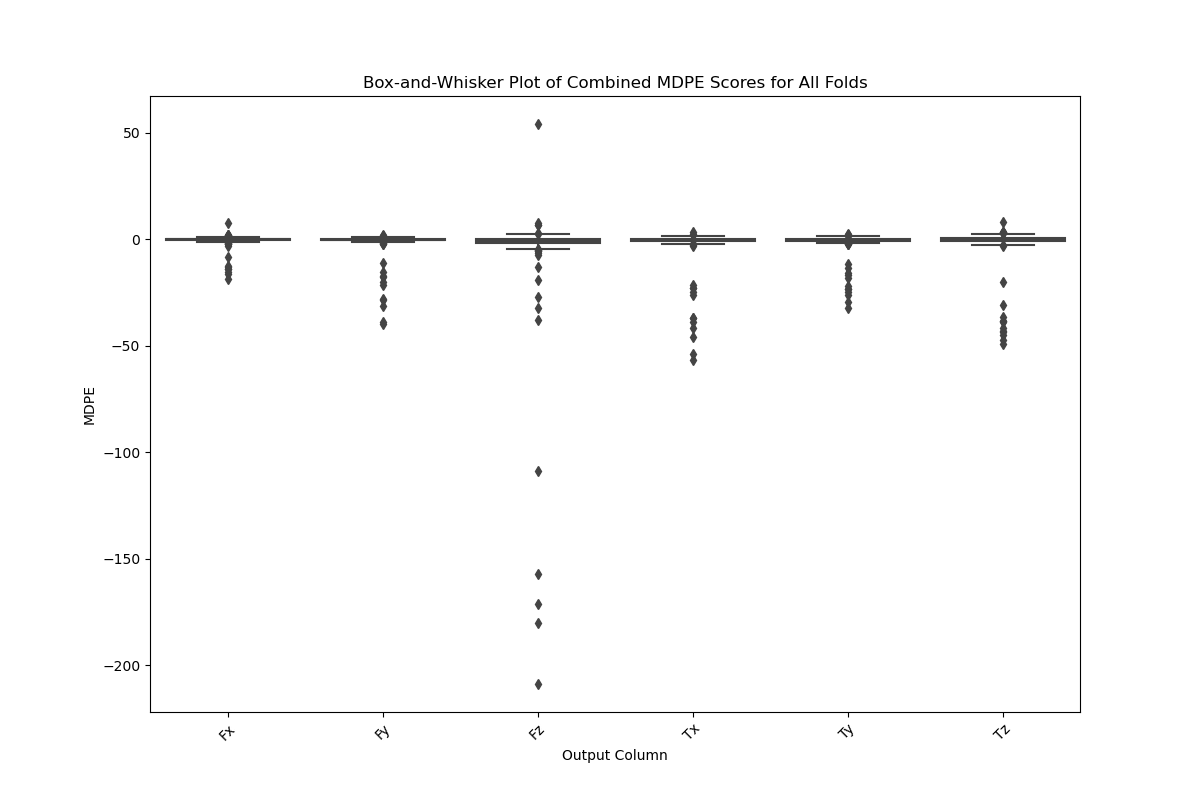 Box-and-Whisker Plot of Combined MDPE Scores for All Folds
MDPE
50
0
−50
−100
−150
−200
Fx
Fy
Fz
Tx
Ty
Tz
Output Column